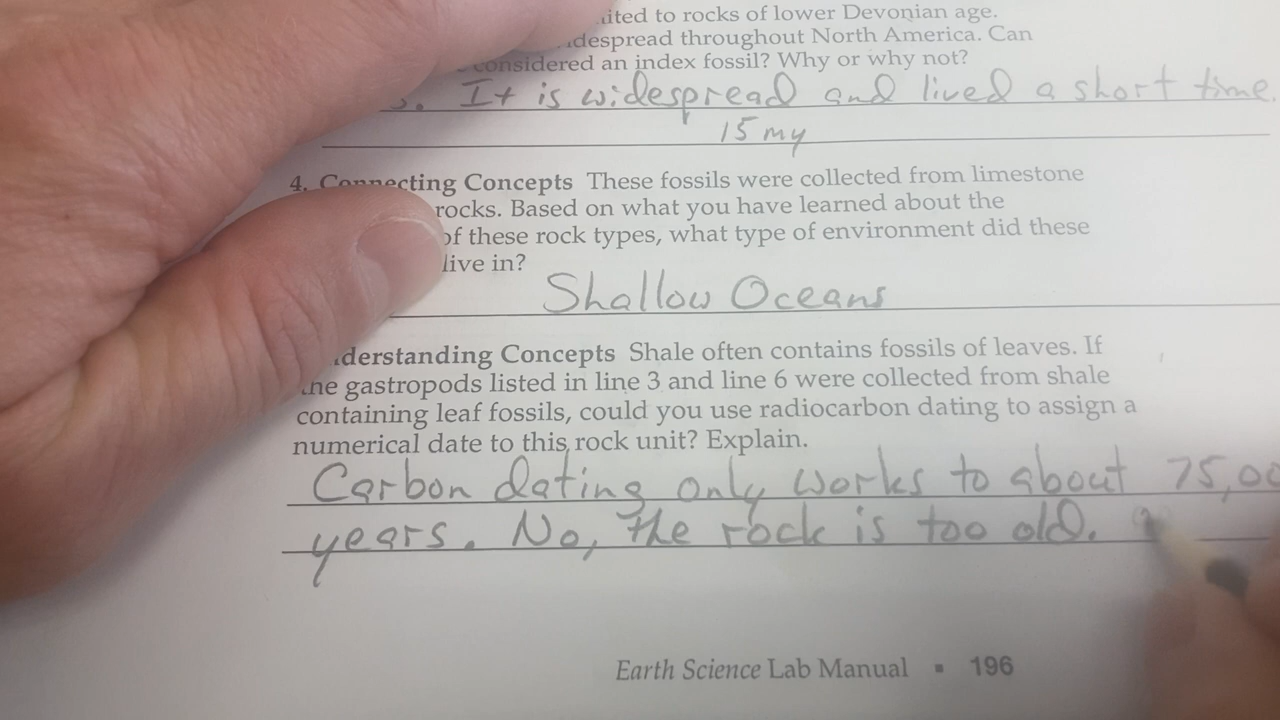 ited to rocks of lower Devonian age.
despread throughout North America. Can
considered an index fossil? Why or why not?
It is widespread and lived a short time.
15 my
4. Connecting Concepts These fossils were collected from limestone
rocks. Based on what you have learned about the
of these rock types, what type of environment did these
live in?
Shallow Oceans
derstanding Concepts Shale often contains fossils of leaves. If
he gastropods listed in line 3 and line 6 were collected from shale
containing leaf fossils, could you use radiocarbon dating to assign a
numerical date to this rock unit? Explain.
Carbon dating only works to about 75,00
years. No, the rock is too old.
Earth Science Lab Manual ▪ 196